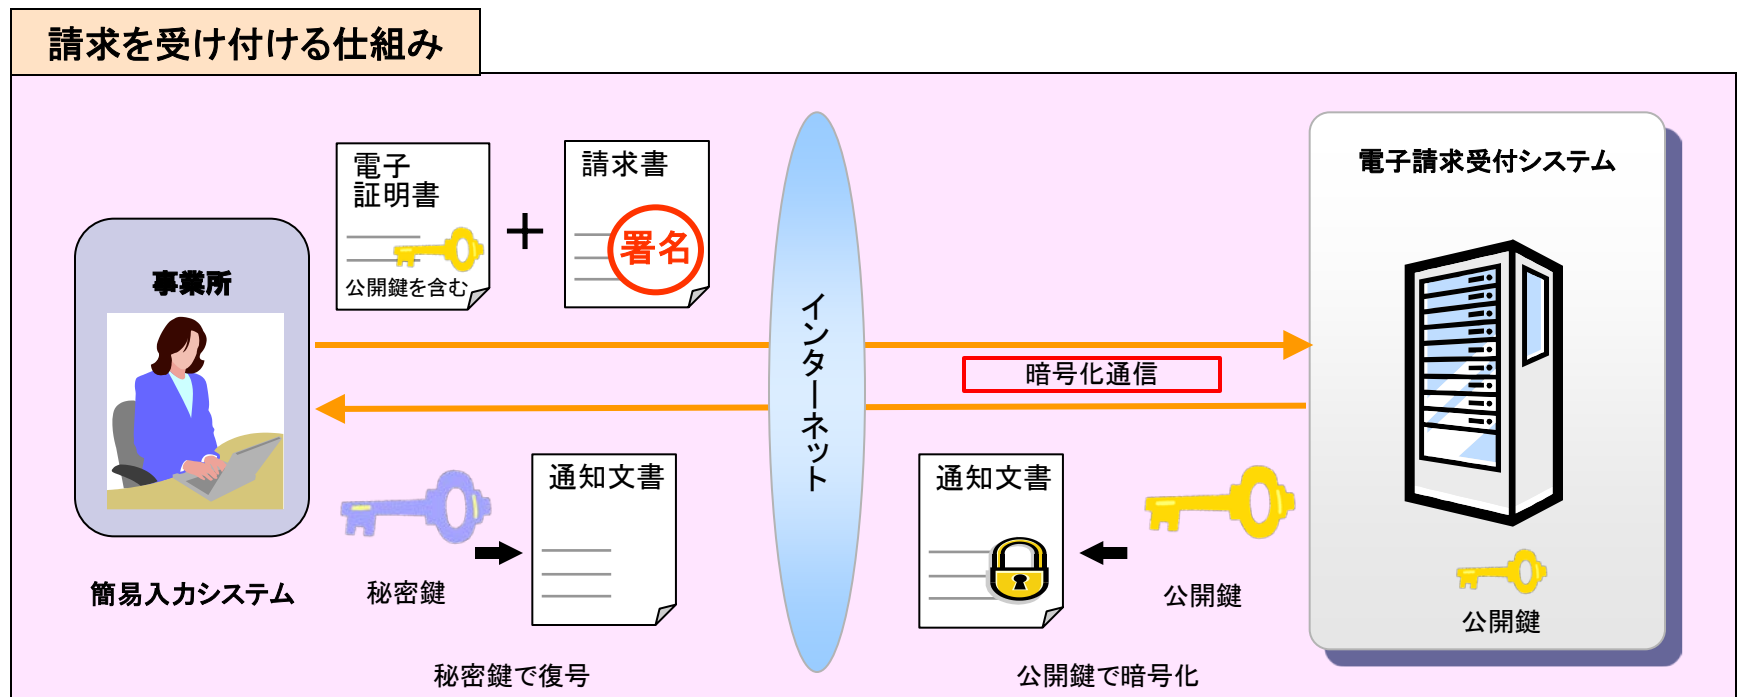 請求を受け付ける仕組み
電子
証明書
公開鍵を含む
＋
請求書
署名
電子請求受付システム
事業所
インターネット
暗号化通信
通知文書
通知文書
秘密鍵
公開鍵
簡易入力システム
公開鍵
秘密鍵で復号
公開鍵で暗号化